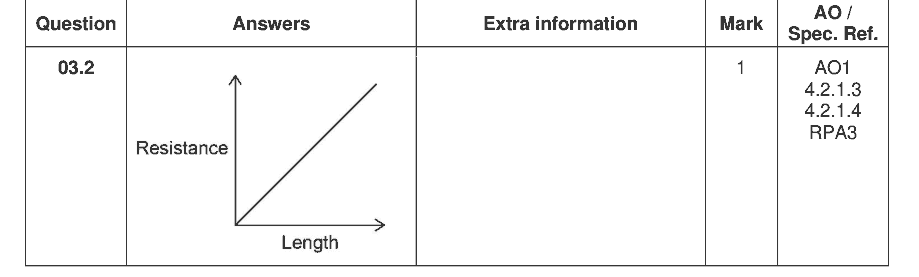 Question Answers Extra information Mark AO /
Spec. Ref.
03.2 1 AO1
4.2.1.3
4.2.1.4
RPA3
Resistance
Length